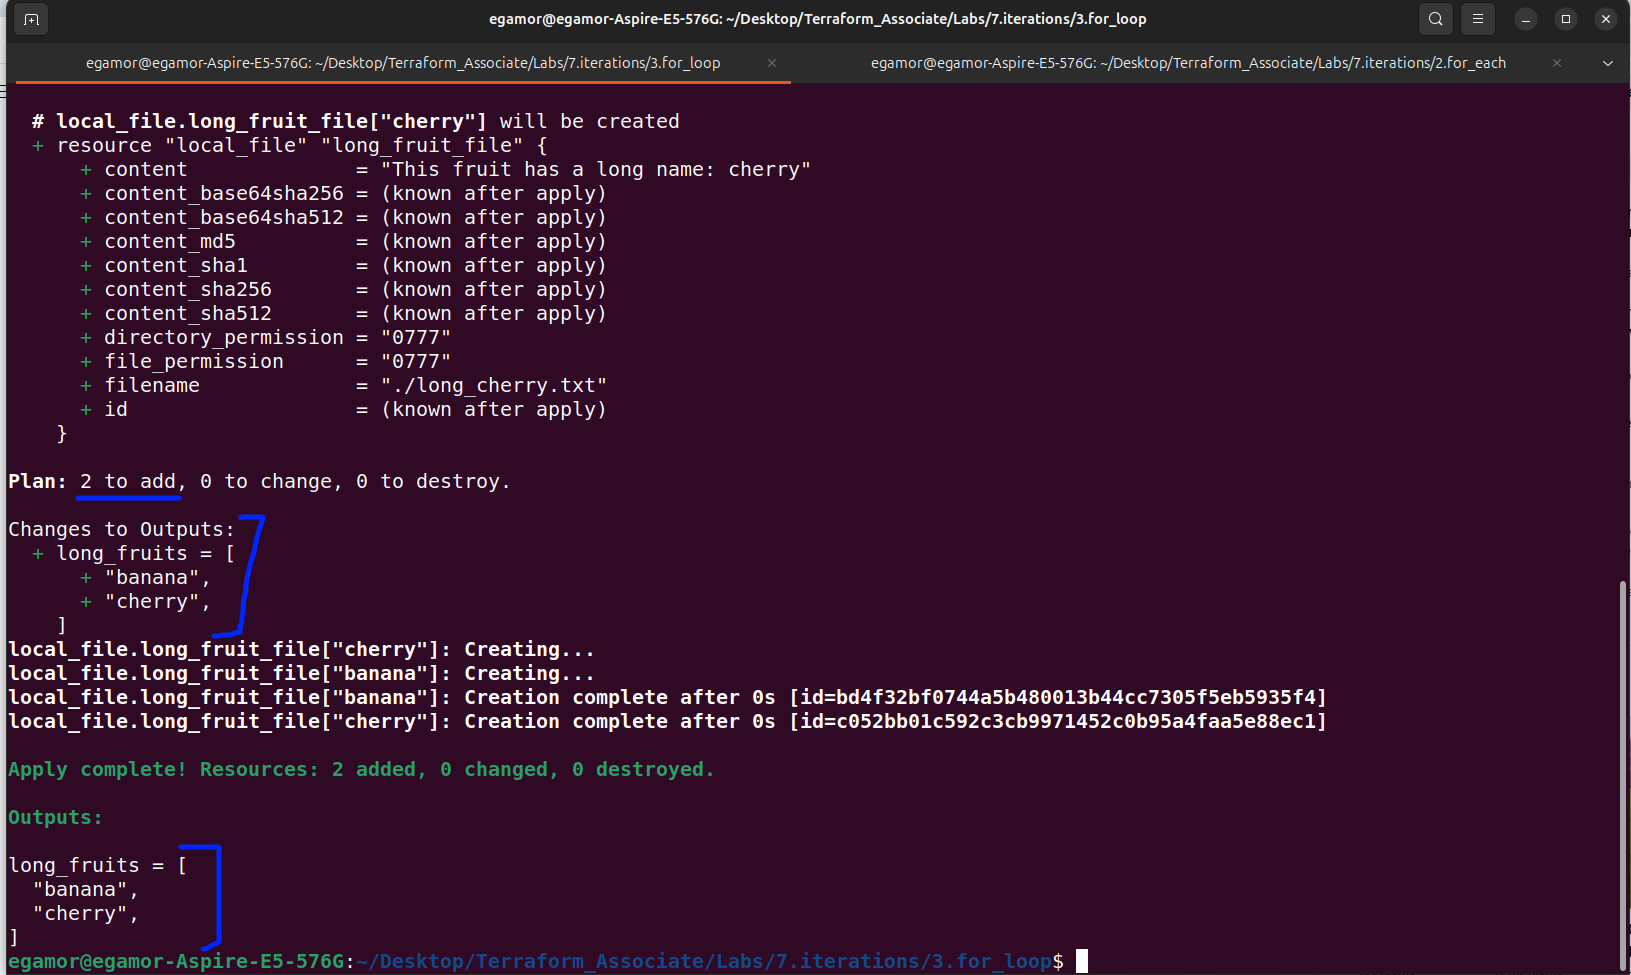 egamor@egamor-Aspire-E5-576G: ~/Desktop/Terraform_Associate/Labs/7.iterations/3.for_loop
egamor@egamor-Aspire-E5-576G: ~/Desktop/Terraform_Associate/Labs/7.iterations/3.for_loop
egamor@egamor-Aspire-E5-576G: ~/Desktop/Terraform_Associate/Labs/7.iterations/2.for_each
# local_file.long_fruit_file["cherry"] will be created
+ resource "local_file" "long_fruit_file" {
+ content = "This fruit has a long name: cherry"
+ content_base64sha256 = (known after apply)
+ content_base64sha512 = (known after apply)
+ content_md5 = (known after apply)
+ content_sha1 = (known after apply)
+ content_sha256 = (known after apply)
+ content_sha512 = (known after apply)
+ directory_permission = "0777"
+ file_permission = "0777"
+ filename = "./long_cherry.txt"
+ id = (known after apply)
}
Plan: 2 to add, 0 to change, 0 to destroy.
Changes to Outputs:
+ long_fruits = [
+ "banana",
+ "cherry",
]
local_file.long_fruit_file["cherry"]: Creating...
local_file.long_fruit_file["banana"]: Creating...
local_file.long_fruit_file["banana"]: Creation complete after 0s [id=bd4f32bf0744a5b480013b44cc7305f5eb5935f4]
local_file.long_fruit_file["cherry"]: Creation complete after 0s [id=c052bb01c592c3cb9971452c0b95a4faa5e88ec1]
Apply complete! Resources: 2 added, 0 changed, 0 destroyed.
Outputs:
long_fruits = [
"banana",
"cherry",
]
egamor@egamor-Aspire-E5-576G:~/Desktop/Terraform_Associate/Labs/7.iterations/3.for_loop$